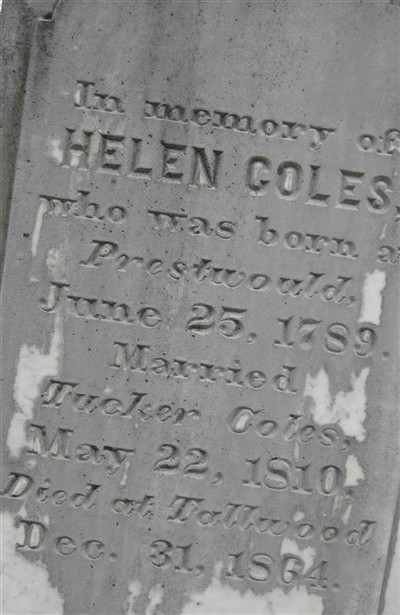 In memory of
HELEN COLES,
who was born a
Prestwould,
June 25, 1789.
Married
Tucker Coles,
May 22, 1810,
Died at Tallwood
Dec. 31, 1864.